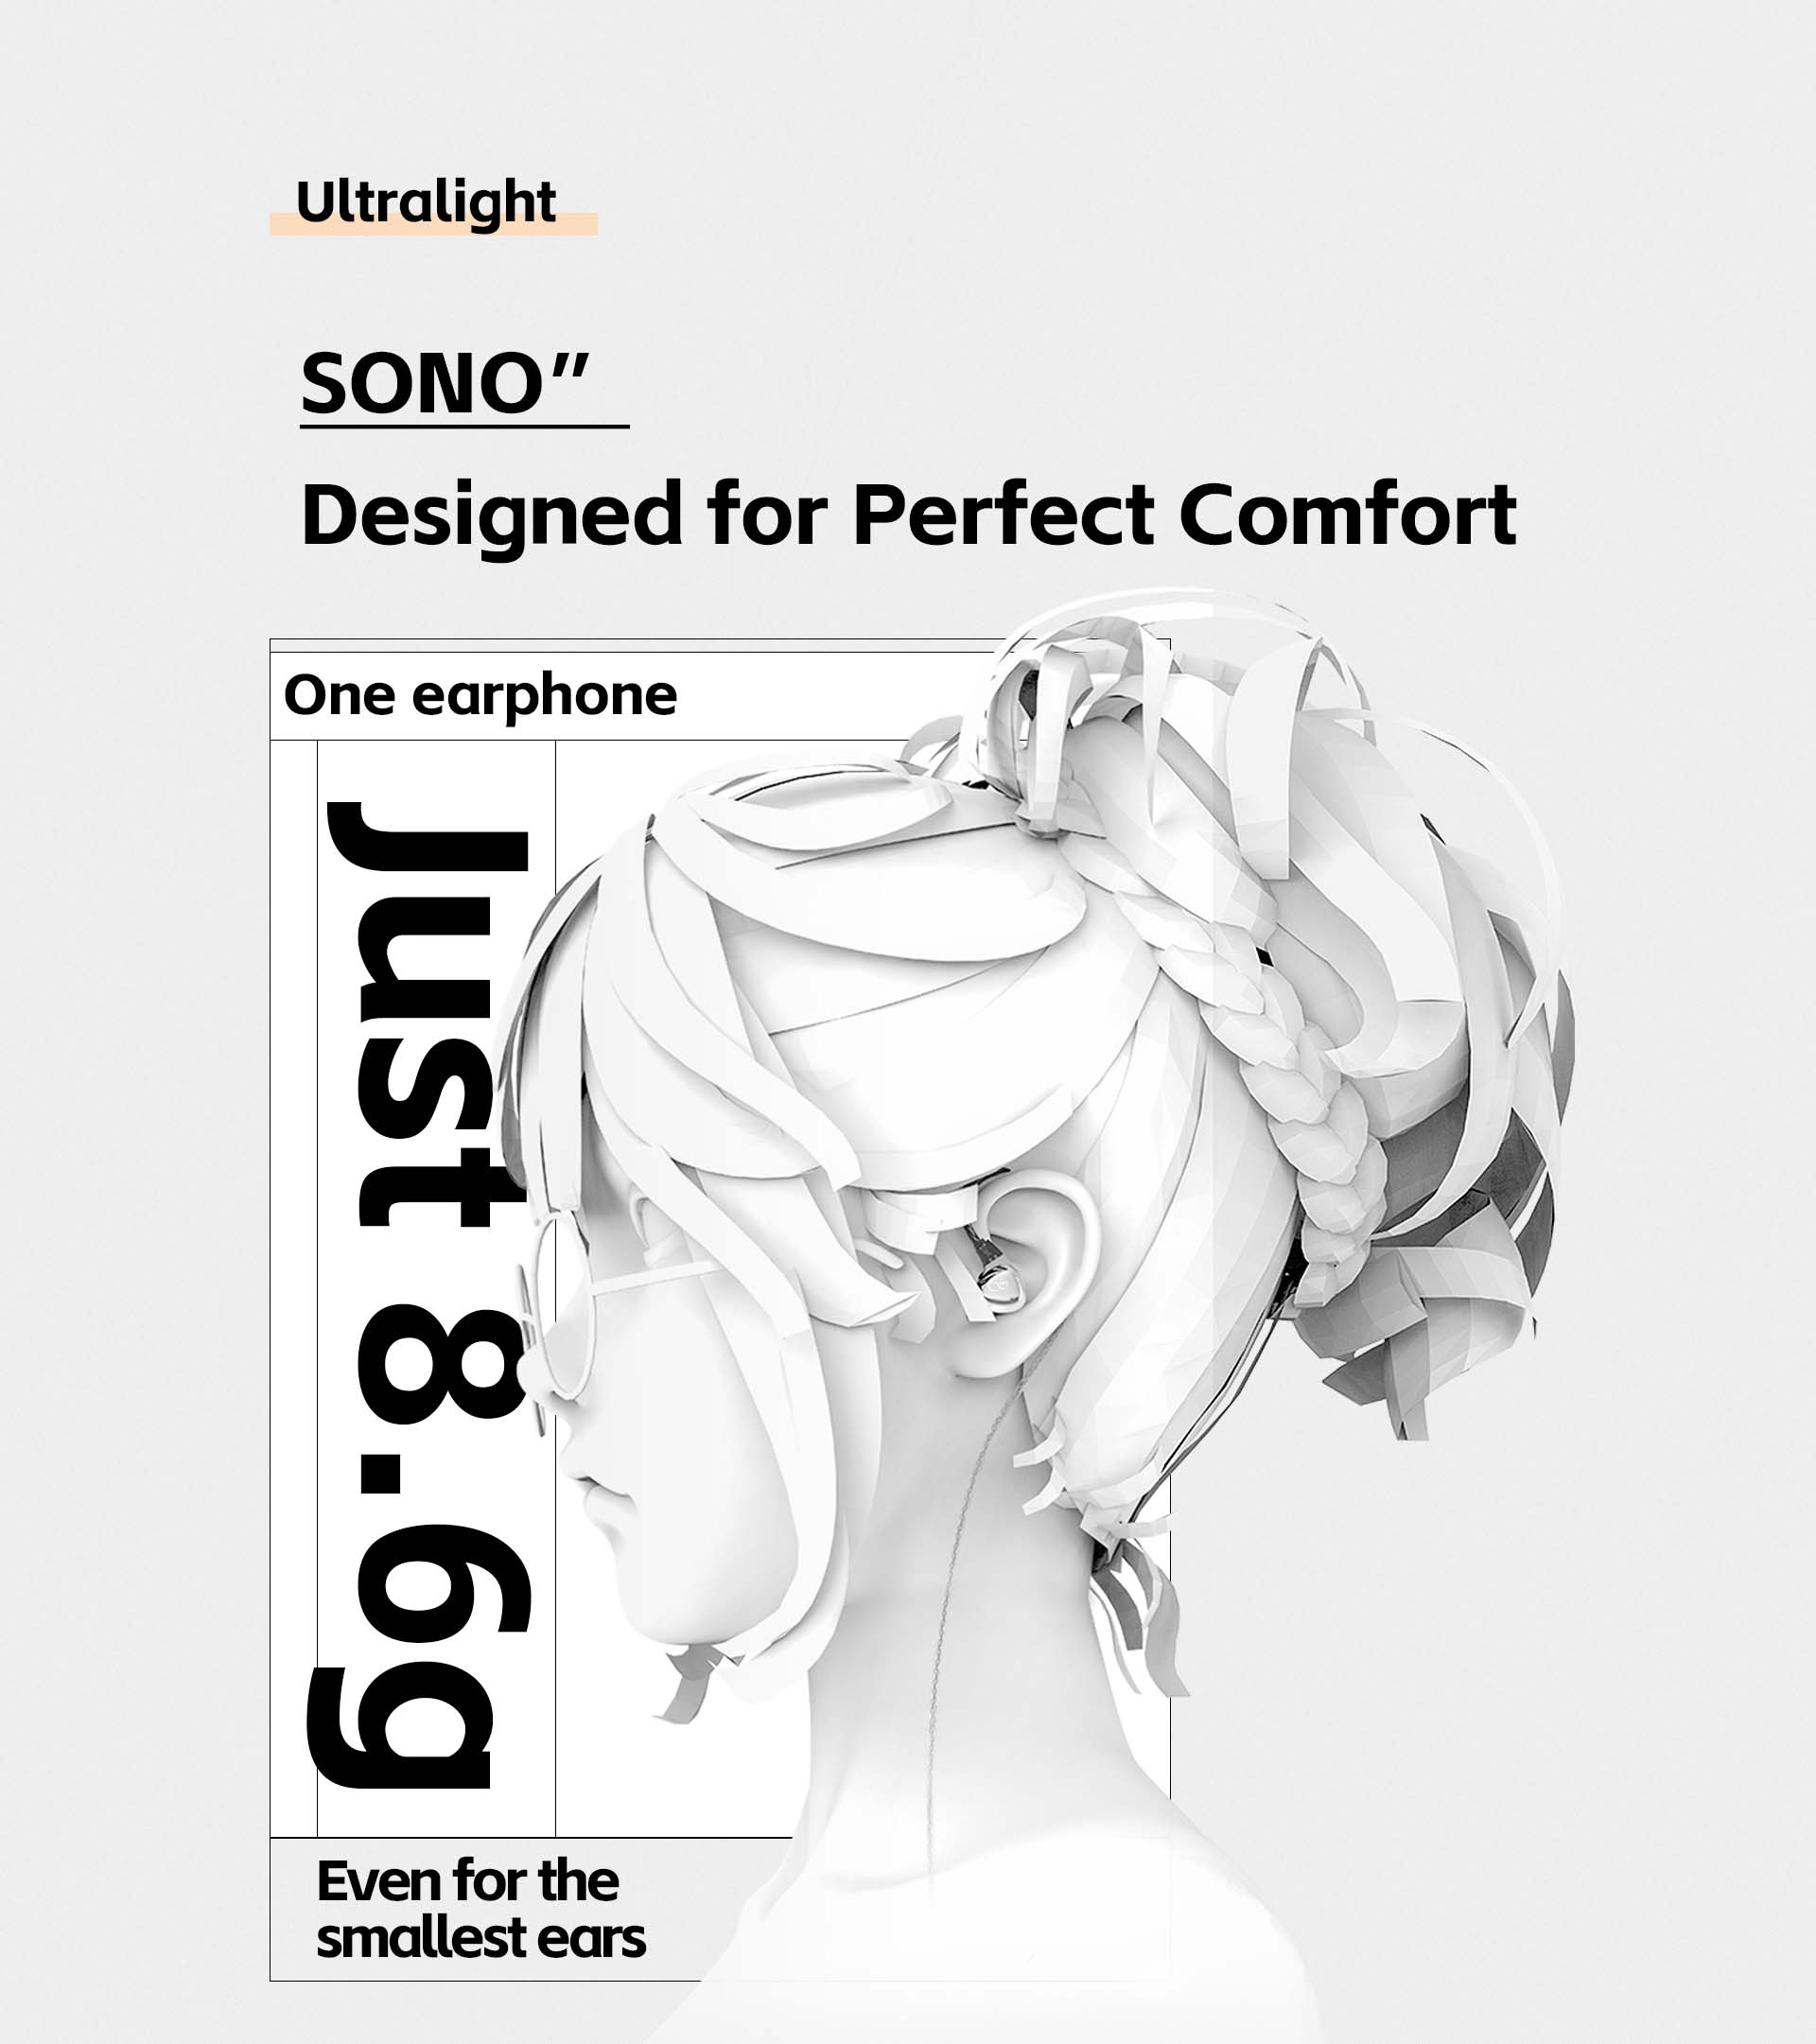 Ultralight
SONO″
Designed for Perfect Comfort
One earphone
Just 8.6g
Even for the
smallest ears